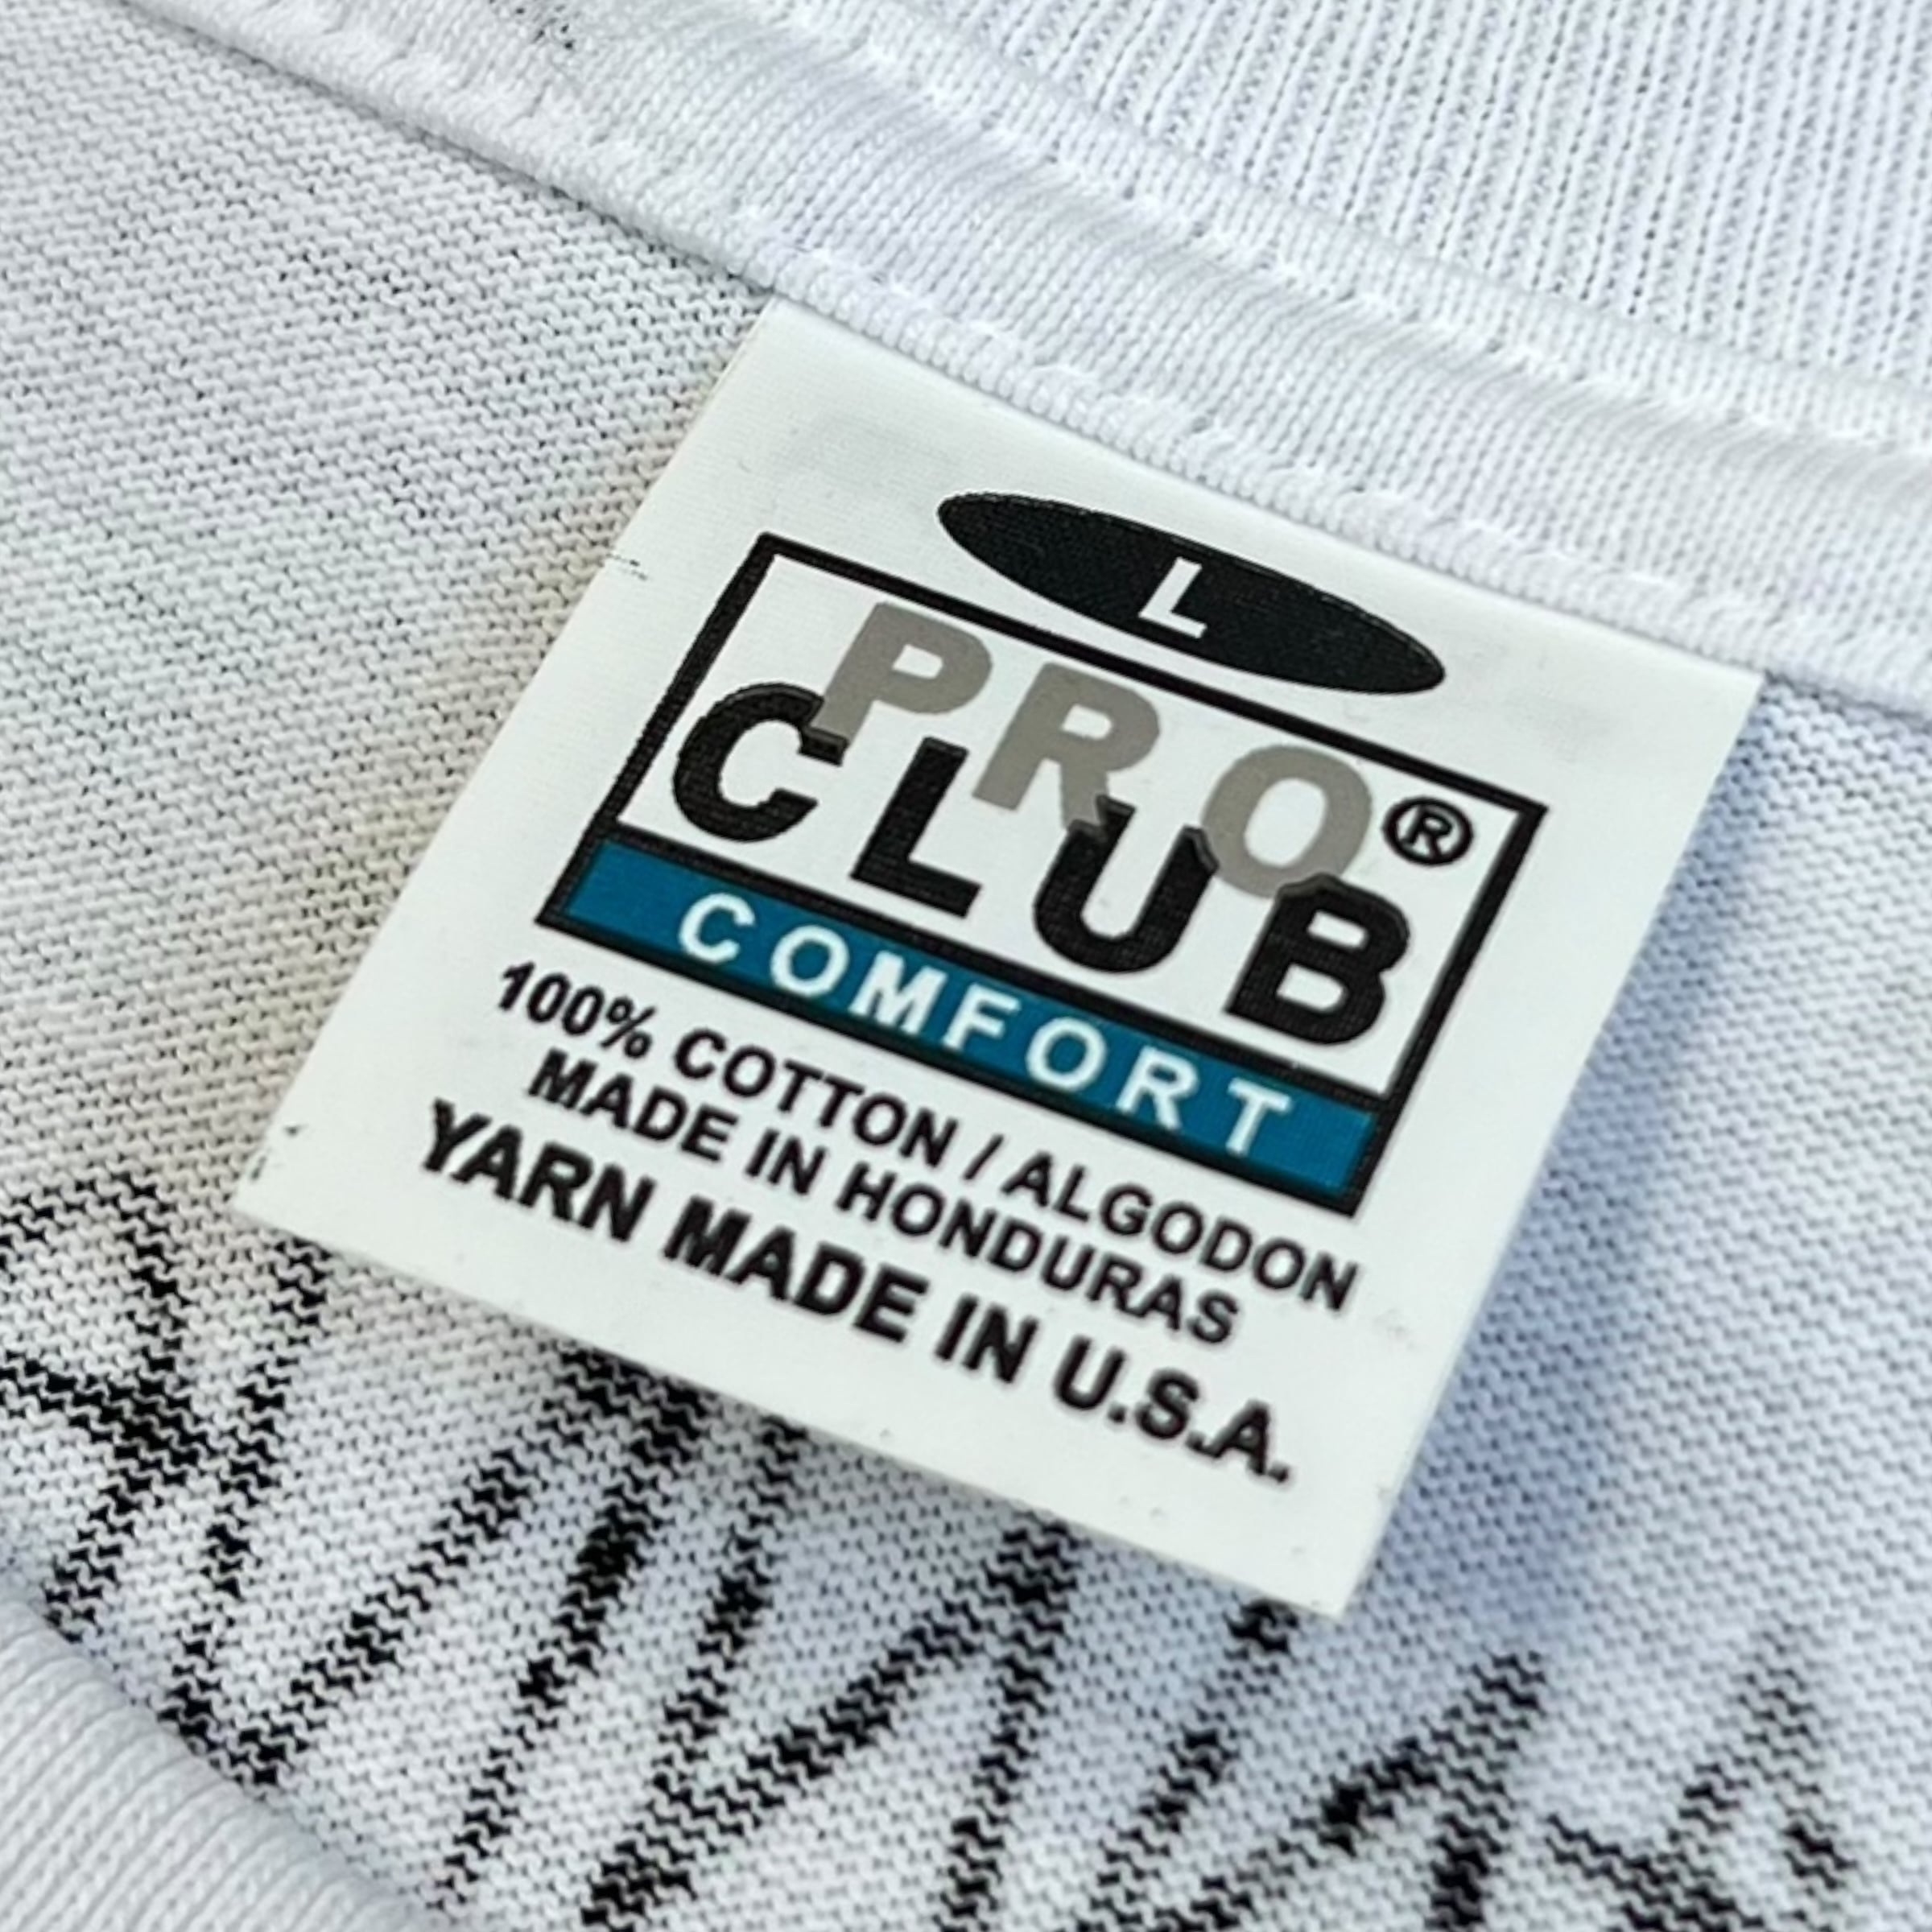 L
PRO
CLUB®
COMFORT
100% COTTON / ALGODON
MADE IN HONDURAS
YARN MADE IN U.S.A.